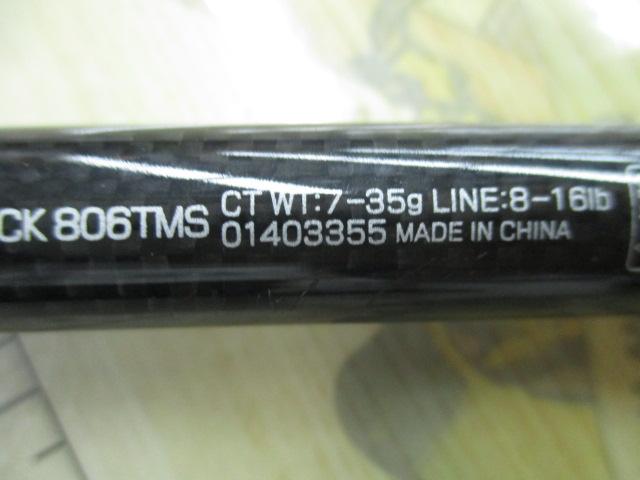 CK 806TMS
CT WT:7-35g LINE:8-16lb
01403355 MADE IN CHINA